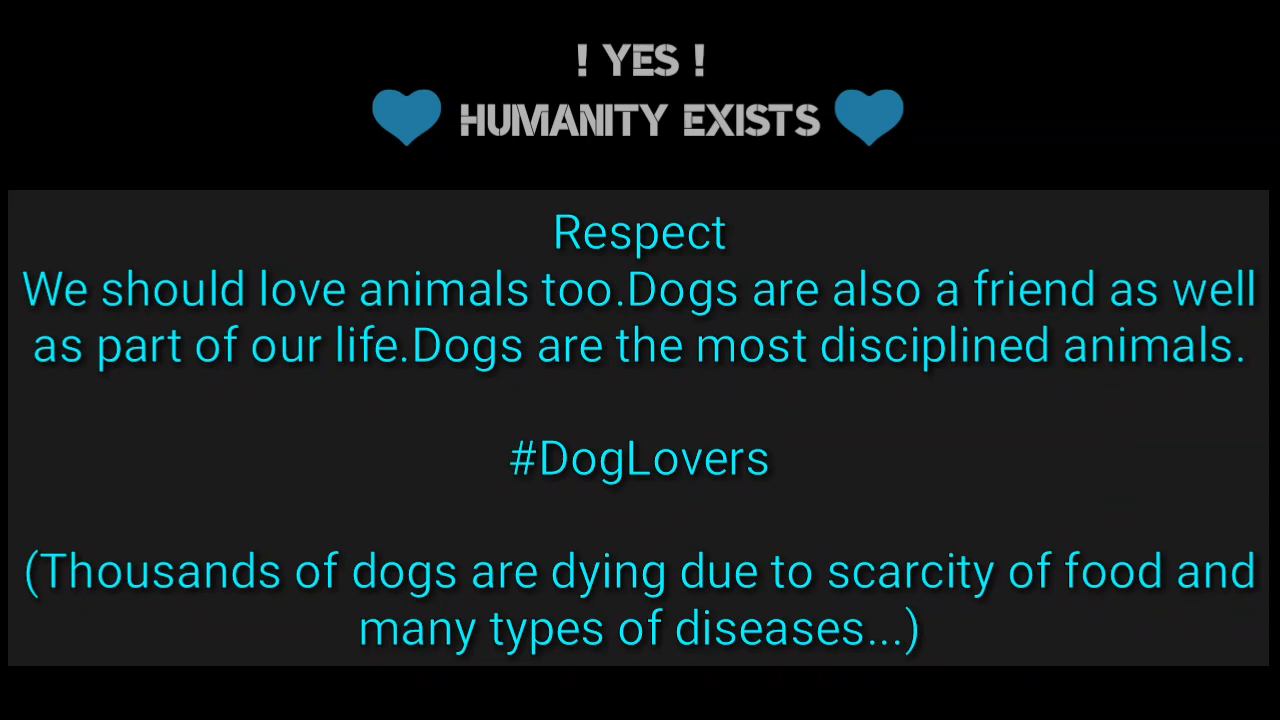 ! YES !
HUMANITY EXISTS
Respect
We should love animals too.Dogs are also a friend as well
as part of our life.Dogs are the most disciplined animals.
#DogLovers
(Thousands of dogs are dying due to scarcity of food and
many types of diseases...)